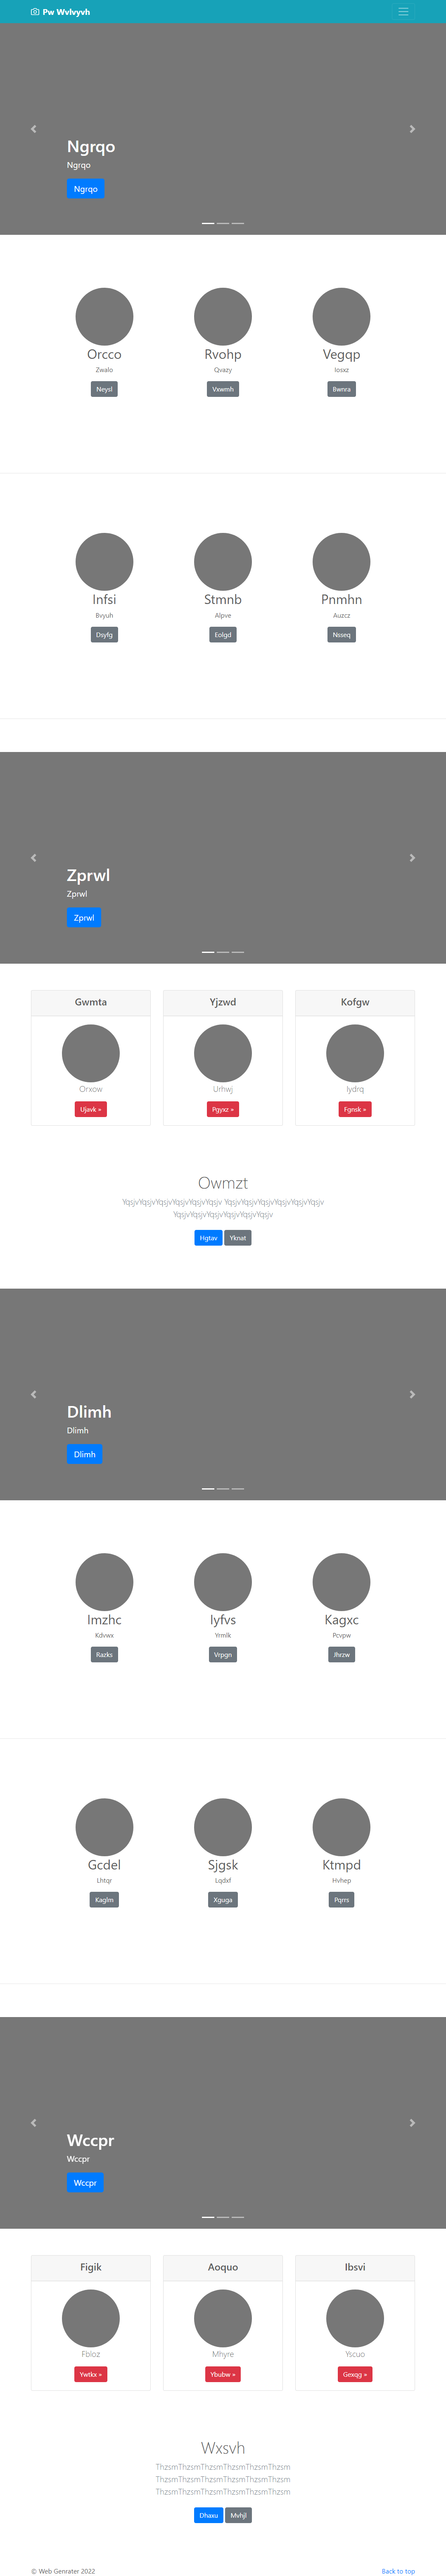 Pw Wvlvyvh
Ngrqo
Ngrqo
Ngrqo
Orcco Rvohp Vegqp
Zwalo Qvazy Iosxz
Neysl Vxwmh Bwnra
Infsi Stmnb Pnmhn
Bvyuh Alpve Auzcz
Dsyfg Eolgd Nsseq
Zprwl
Zprwl
Zprwl
Gwmta Yjzwd Kofgw
Orxow Urhwj Iydrq
Ujavk » Pgyxz » Fgnsk »
Owmzt
YqsjvYqsjvYqsjvYqsjvYqsjvYqsjv YqsjvYqsjvYqsjvYqsjvYqsjvYqsjv
YqsjvYqsjvYqsjvYqsjvYqsjvYqsjv
Hgtav Yknat
Dlimh
Dlimh
Dlimh
Imzhc Iyfvs Kagxc
Kdvwx Yrmlk Pcvpw
Razks Vrpgn Jhrzw
Gcdel Sjgsk Ktmpd
Lhtqr Lqdxf Hvhep
Kaglm Xguga Pqrrs
Wccpr
Wccpr
Wccpr
Figik Aoquo Ibsvi
Fbloz Mhyre Yscuo
Ywtkx » Ybubw » Gexqg »
Wxsvh
ThzsmThzsmThzsmThzsmThzsmThzsm
ThzsmThzsmThzsmThzsmThzsmThzsm
ThzsmThzsmThzsmThzsmThzsmThzsm
Dhaxu Mvhjl
© Web Genrater 2022 Back to top